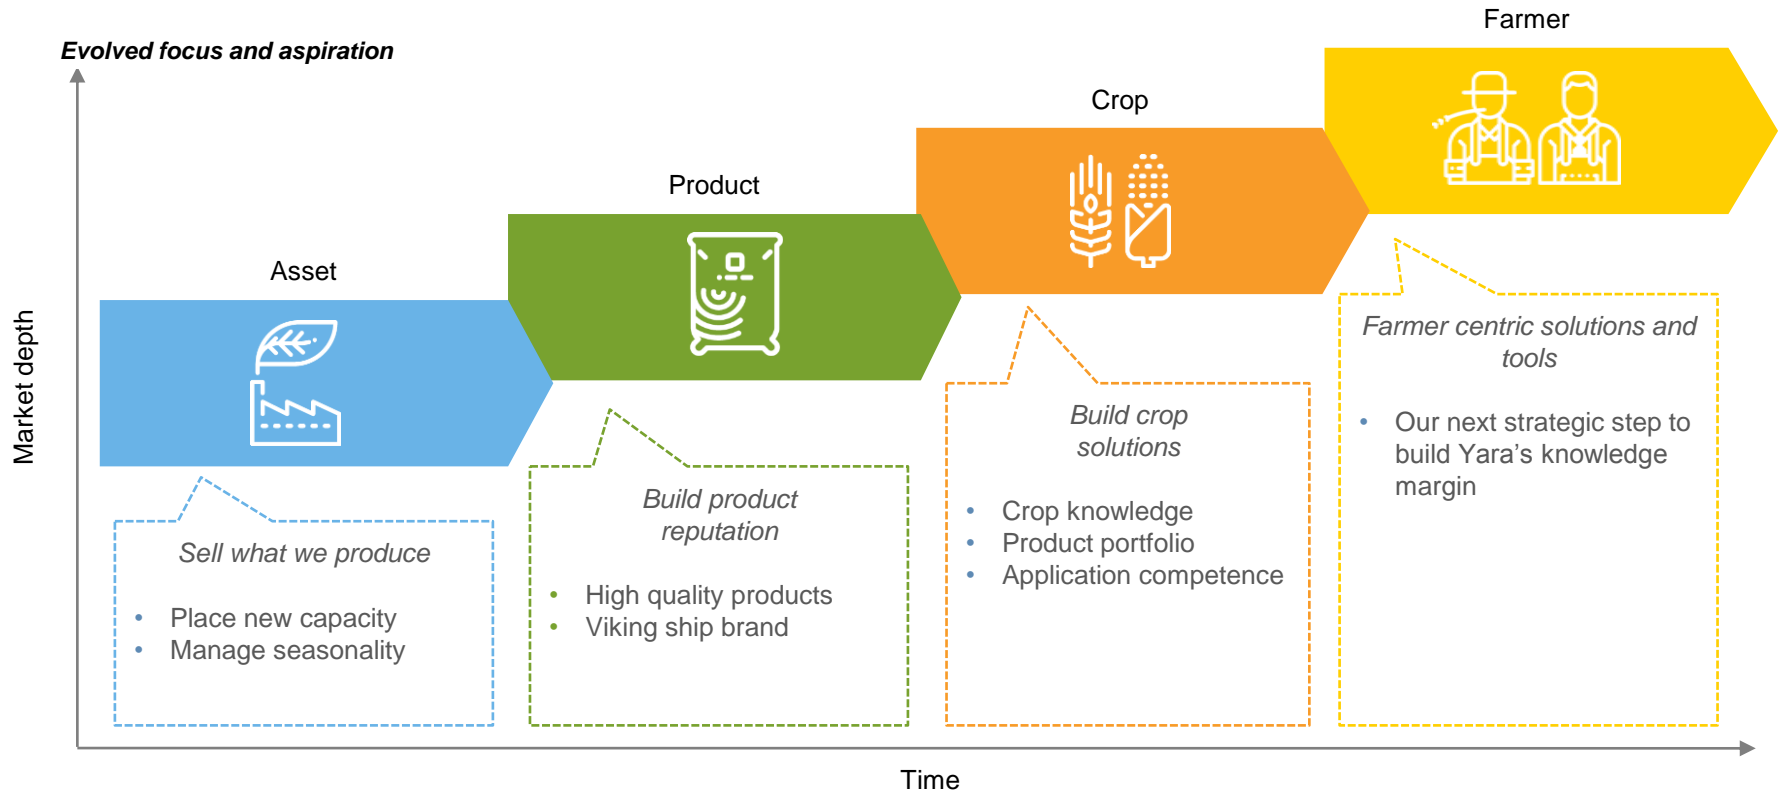 Evolved focus and aspiration
Farmer
Crop
Product
Asset
Market depth
Sell what we produce
• Place new capacity
• Manage seasonality
Build product
reputation
• High quality products
• Viking ship brand
Build crop
solutions
• Crop knowledge
• Product portfolio
• Application competence
Farmer centric solutions and
tools
• Our next strategic step to
build Yara’s knowledge
margin
Time